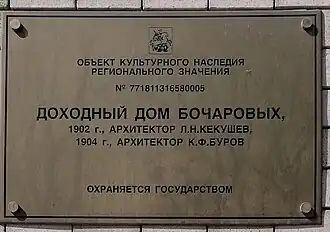 ОБЪЕКТ КУЛЬТУРНОГО НАСЛЕДИЯ
РЕГИОНАЛЬНОГО ЗНАЧЕНИЯ
№ 771811316580005
ДОХОДНЫЙ ДОМ БОЧАРОВЫХ,
1902 г., АРХИТЕКТОР Л.Н.КЕКУШЕВ,
1904 г., АРХИТЕКТОР К.Ф.БУРОВ
ОХРАНЯЕТСЯ ГОСУДАРСТВОМ